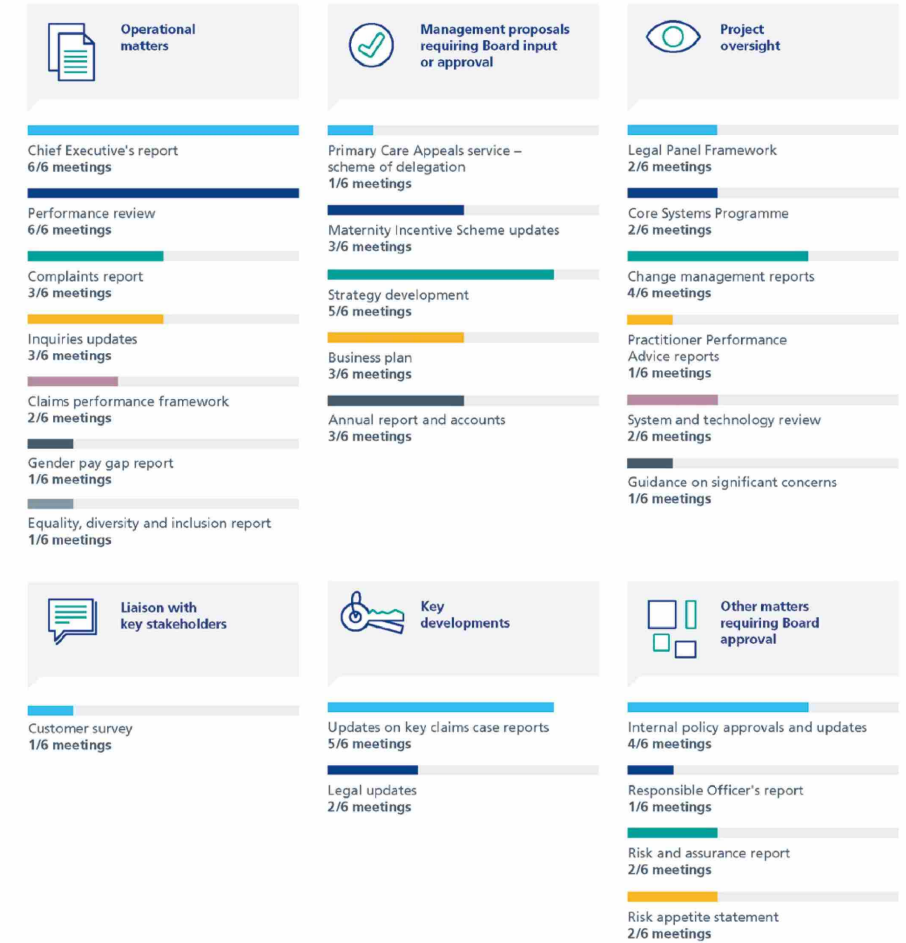 Operational
matters
Chief Executive's report
6/6 meetings
Performance review
6/6 meetings
Complaints report
3/6 meetings
Inquiries updates
3/6 meetings
Claims performance framework
2/6 meetings
Gender pay gap report
1/6 meetings
Equality, diversity and inclusion report
1/6 meetings
Management proposals
requiring Board input
or approval
Primary Care Appeals service –
scheme of delegation
1/6 meetings
Maternity Incentive Scheme updates
3/6 meetings
Strategy development
5/6 meetings
Business plan
3/6 meetings
Annual report and accounts
3/6 meetings
Project
oversight
Legal Panel Framework
2/6 meetings
Core Systems Programme
2/6 meetings
Change management reports
4/6 meetings
Practitioner Performance
Advice reports
1/6 meetings
System and technology review
2/6 meetings
Guidance on significant concerns
1/6 meetings
Liaison with
key stakeholders
Customer survey
1/6 meetings
Key
developments
Updates on key claims case reports
5/6 meetings
Legal updates
2/6 meetings
Other matters
requiring Board
approval
Internal policy approvals and updates
4/6 meetings
Responsible Officer's report
1/6 meetings
Risk and assurance report
2/6 meetings
Risk appetite statement
2/6 meetings